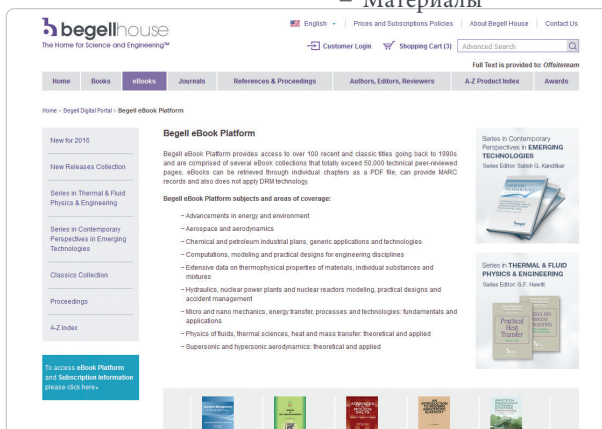 – Материалы
begellhouse
The Home for Science and Engineering™
English
Prices and Subscriptions Policies
About Begell House
Contact Us
Customer Login
Shopping Cart (3)
Advanced Search
Full Text is provided to: Offsiteteam
Home
Books
eBooks
Journals
References & Proceedings
Authors, Editors, Reviewers
A-Z Product Index
Awards
Home > Begell Digital Portal > Begell eBook Platform
New for 2016
New Releases Collection
Series in Thermal & Fluid
Physics & Engineering
Series in Contemporary
Perspectives in Emerging
Technologies
Classics Collection
Proceedings
A-Z Index
To access eBook Platform
and Subscription Information
please click here »
Begell eBook Platform
Begell eBook Platform provides access to over 100 recent and classic titles going back to 1990s
and are comprised of several eBook collections that totally exceed 50,000 technical peer-reviewed
pages. eBooks can be retrieved through individual chapters as a PDF file, can provide MARC
records and also does not apply DRM technology.
Begell eBook Platform subjects and areas of coverage:
– Advancements in energy and environment
– Aerospace and aerodynamics
– Chemical and petroleum industrial plants, generic applications and technologies
– Computations, modeling and practical designs for engineering disciplines
– Extensive data on thermophysical properties of materials, individual substances and
mixtures
– Hydraulics, nuclear power plants and nuclear reactors modeling, practical designs and
accident management
– Micro and nano mechanics, energy transfer, processes and technologies: fundamentals and
applications
– Physics of fluids, thermal sciences, heat and mass transfer: theoretical and applied
– Supersonic and hypersonic aerodynamics: theoretical and applied
Series in Contemporary
Perspectives in EMERGING
TECHNOLOGIES
Series Editor: Satish G. Kandlikar
Series in THERMAL & FLUID
PHYSICS & ENGINEERING
Series Editor: G.F. Hewitt
Practical
Heat
Transfer